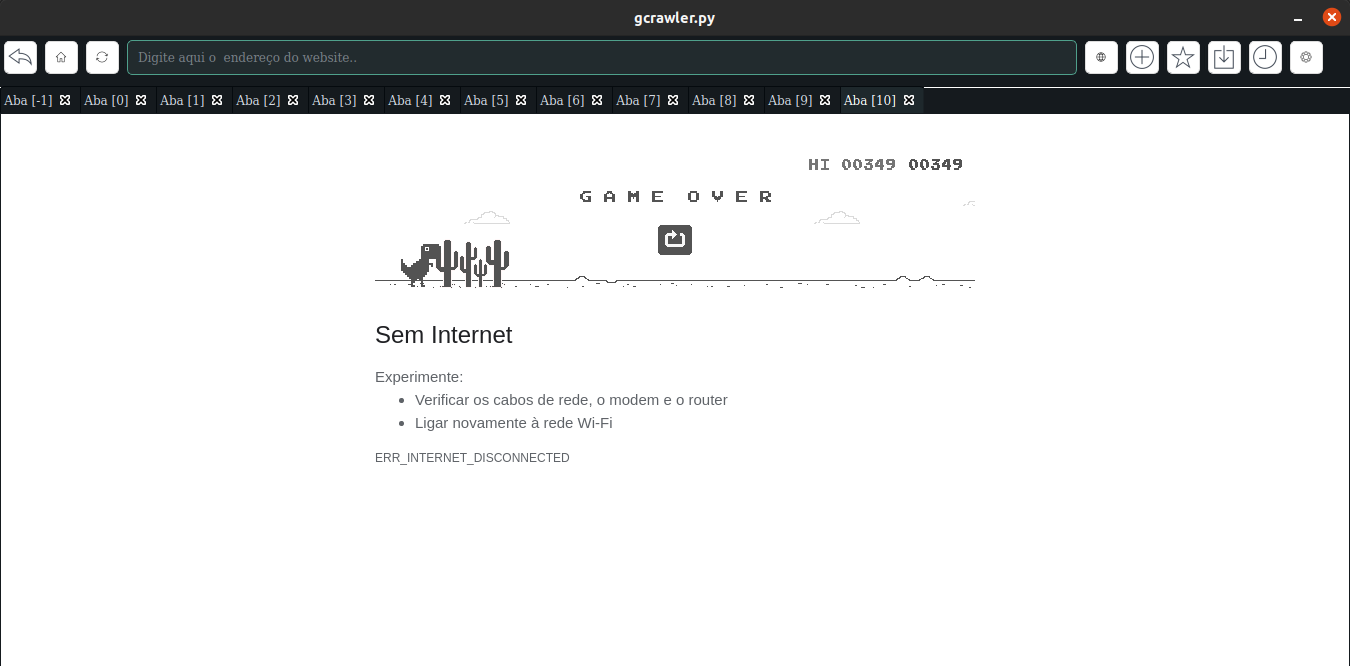 gcrawler.py
Digite aqui o  endereço do website..
Aba [-1] Aba [0] Aba [1] Aba [2] Aba [3] Aba [4] Aba [5] Aba [6] Aba [7] Aba [8] Aba [9] Aba [10]
HI 00349 00349
GAME OVER
Sem Internet
Experimente:
Verificar os cabos de rede, o modem e o router
Ligar novamente à rede Wi-Fi
ERR_INTERNET_DISCONNECTED